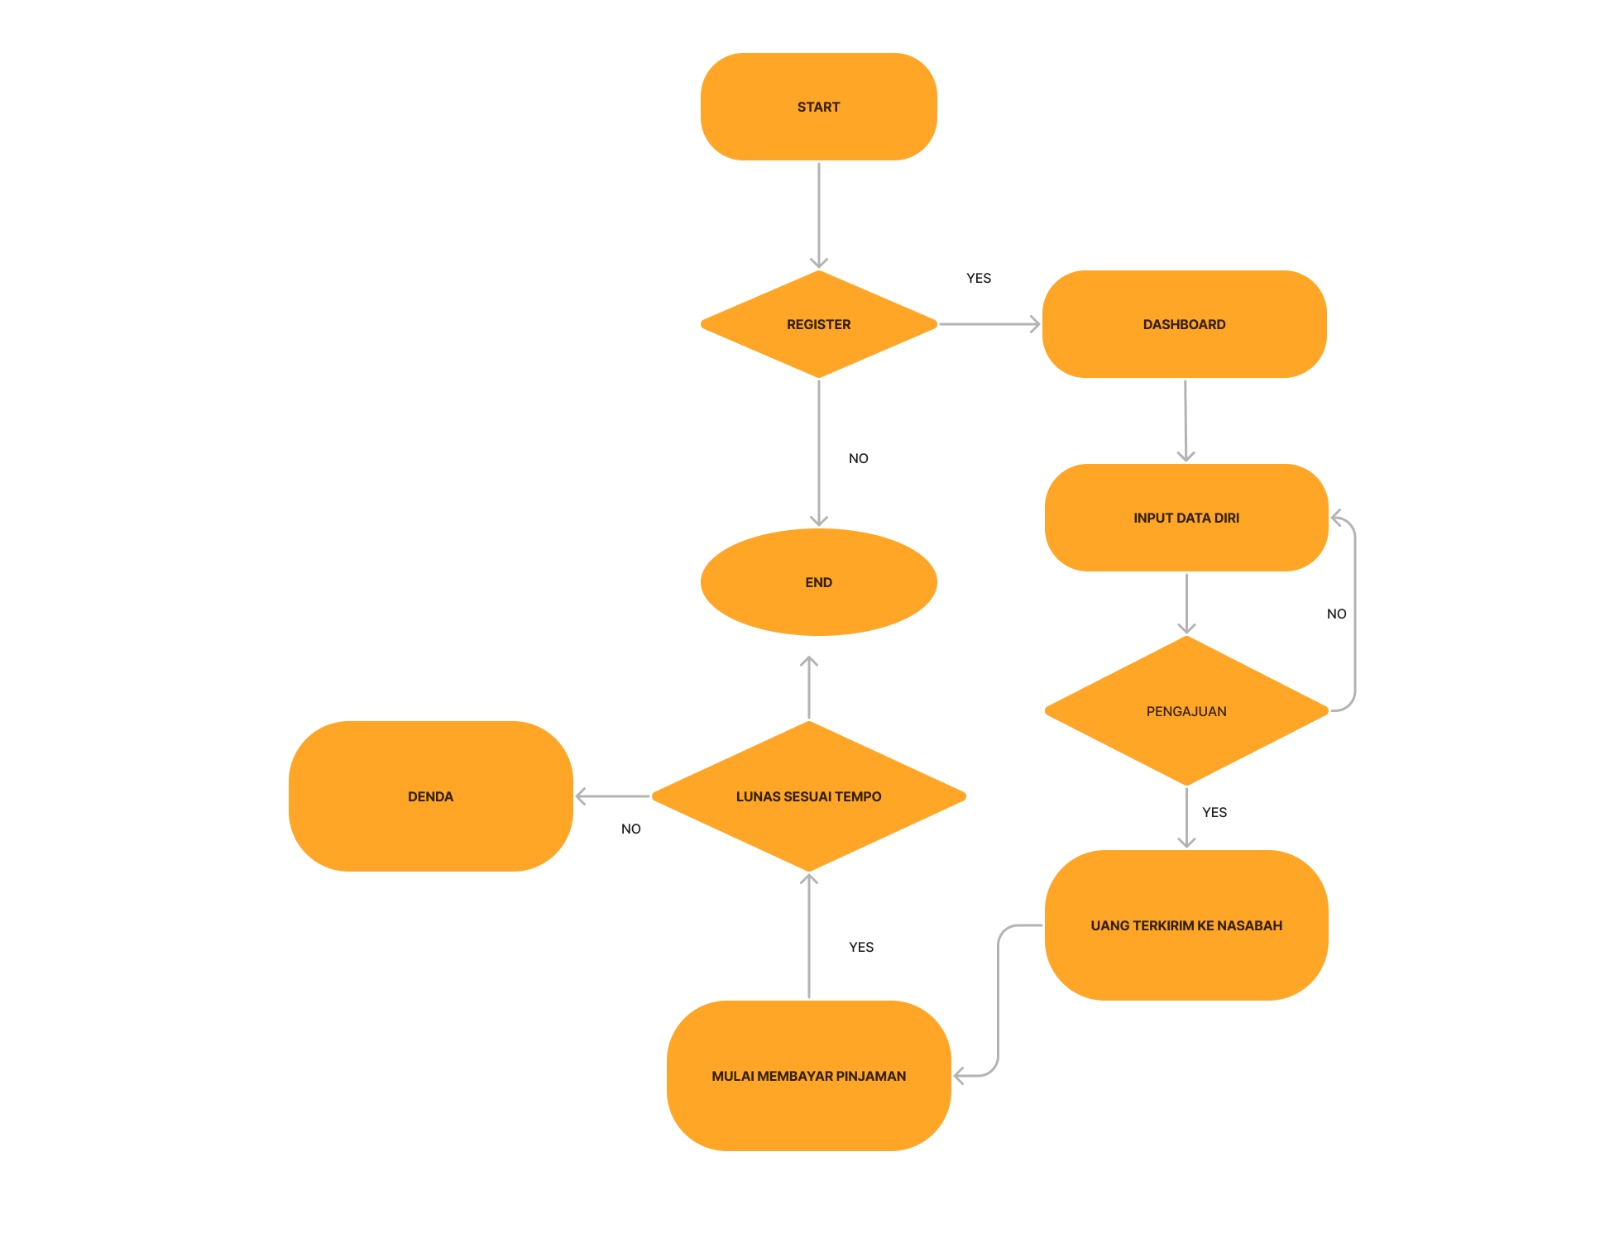 START
YES
REGISTER
DASHBOARD
NO
INPUT DATA DIRI
END
NO
PENGAJUAN
DENDA
LUNAS SESUAI TEMPO
YES
NO
UANG TERKIRIM KE NASABAH
YES
MULAI MEMBAYAR PINJAMAN